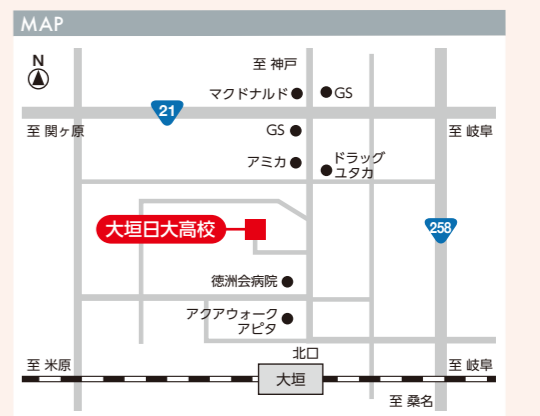 MAP
N
至 神戸
マクドナルド
GS
21
至 関ヶ原
GS
至 岐阜
アミカ
ドラッグ
ユタカ
大垣日大高校
258
徳洲会病院
アクアウォーク
アピタ
北口
至 米原
大垣
至 岐阜
至 桑名